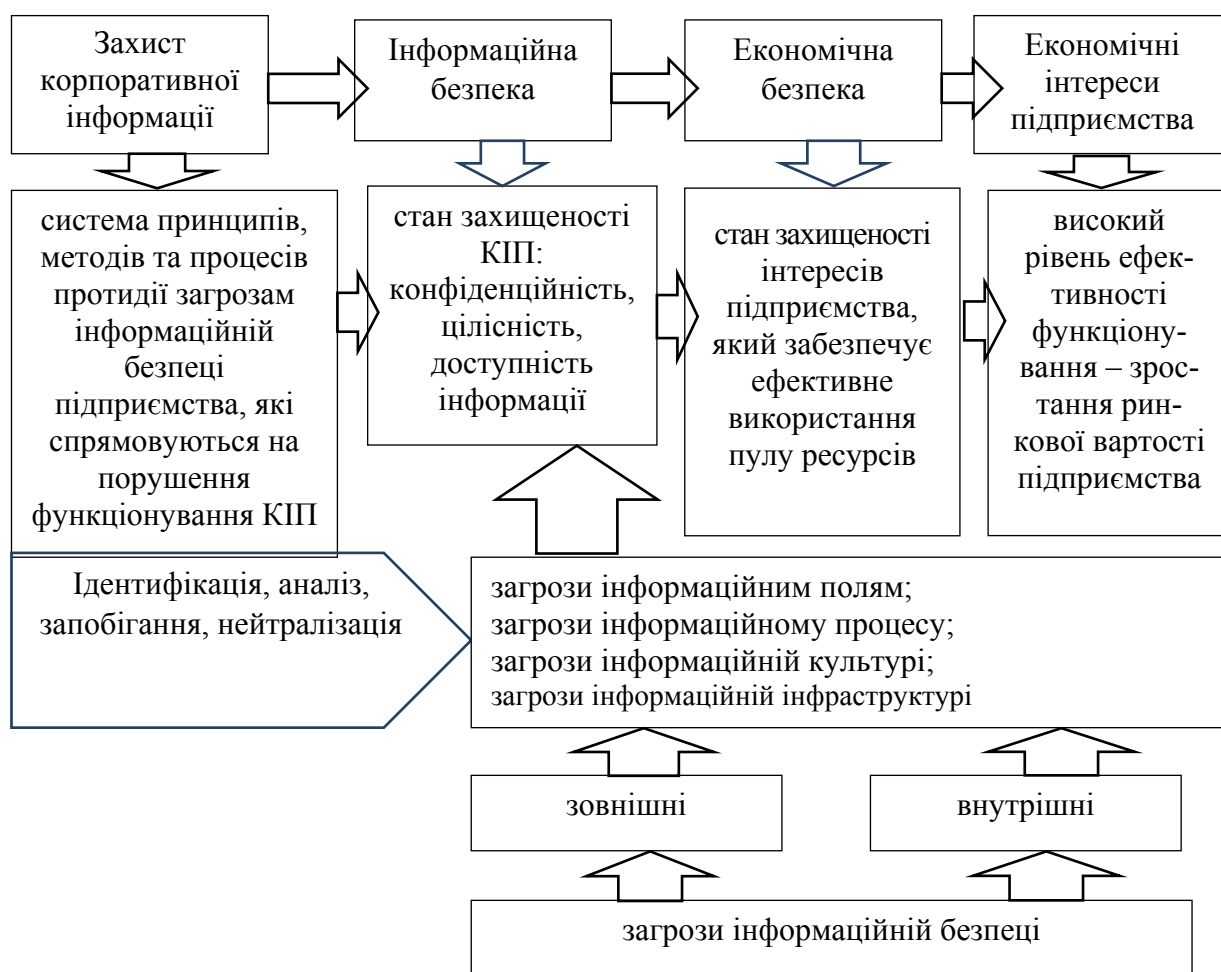 Захист
корпоративної
інформації
Інформаційна
безпека
Економічна
безпека
Економічні
інтереси
підприємства
система принципів,
методів та процесів
протидії загрозам
інформаційній
безпеці
підприємства, які
спрямовуються на
порушення
функціонування КІП
стан захищеності
КІП:
конфіденційність,
цілісність,
доступність
інформації
стан захищеності
інтересів
підприємства,
який забезпечує
ефективне
використання
пулу ресурсів
високий
рівень ефек-
тивності
функціону-
вання – зрос-
тання рин-
кової вартості
підприємства
Ідентифікація, аналіз,
запобігання, нейтралізація
загрози інформаційним полям;
загрози інформаційному процесу;
загрози інформаційній культурі;
загрози інформаційній інфраструктурі
зовнішні
внутрішні
загрози інформаційній безпеці